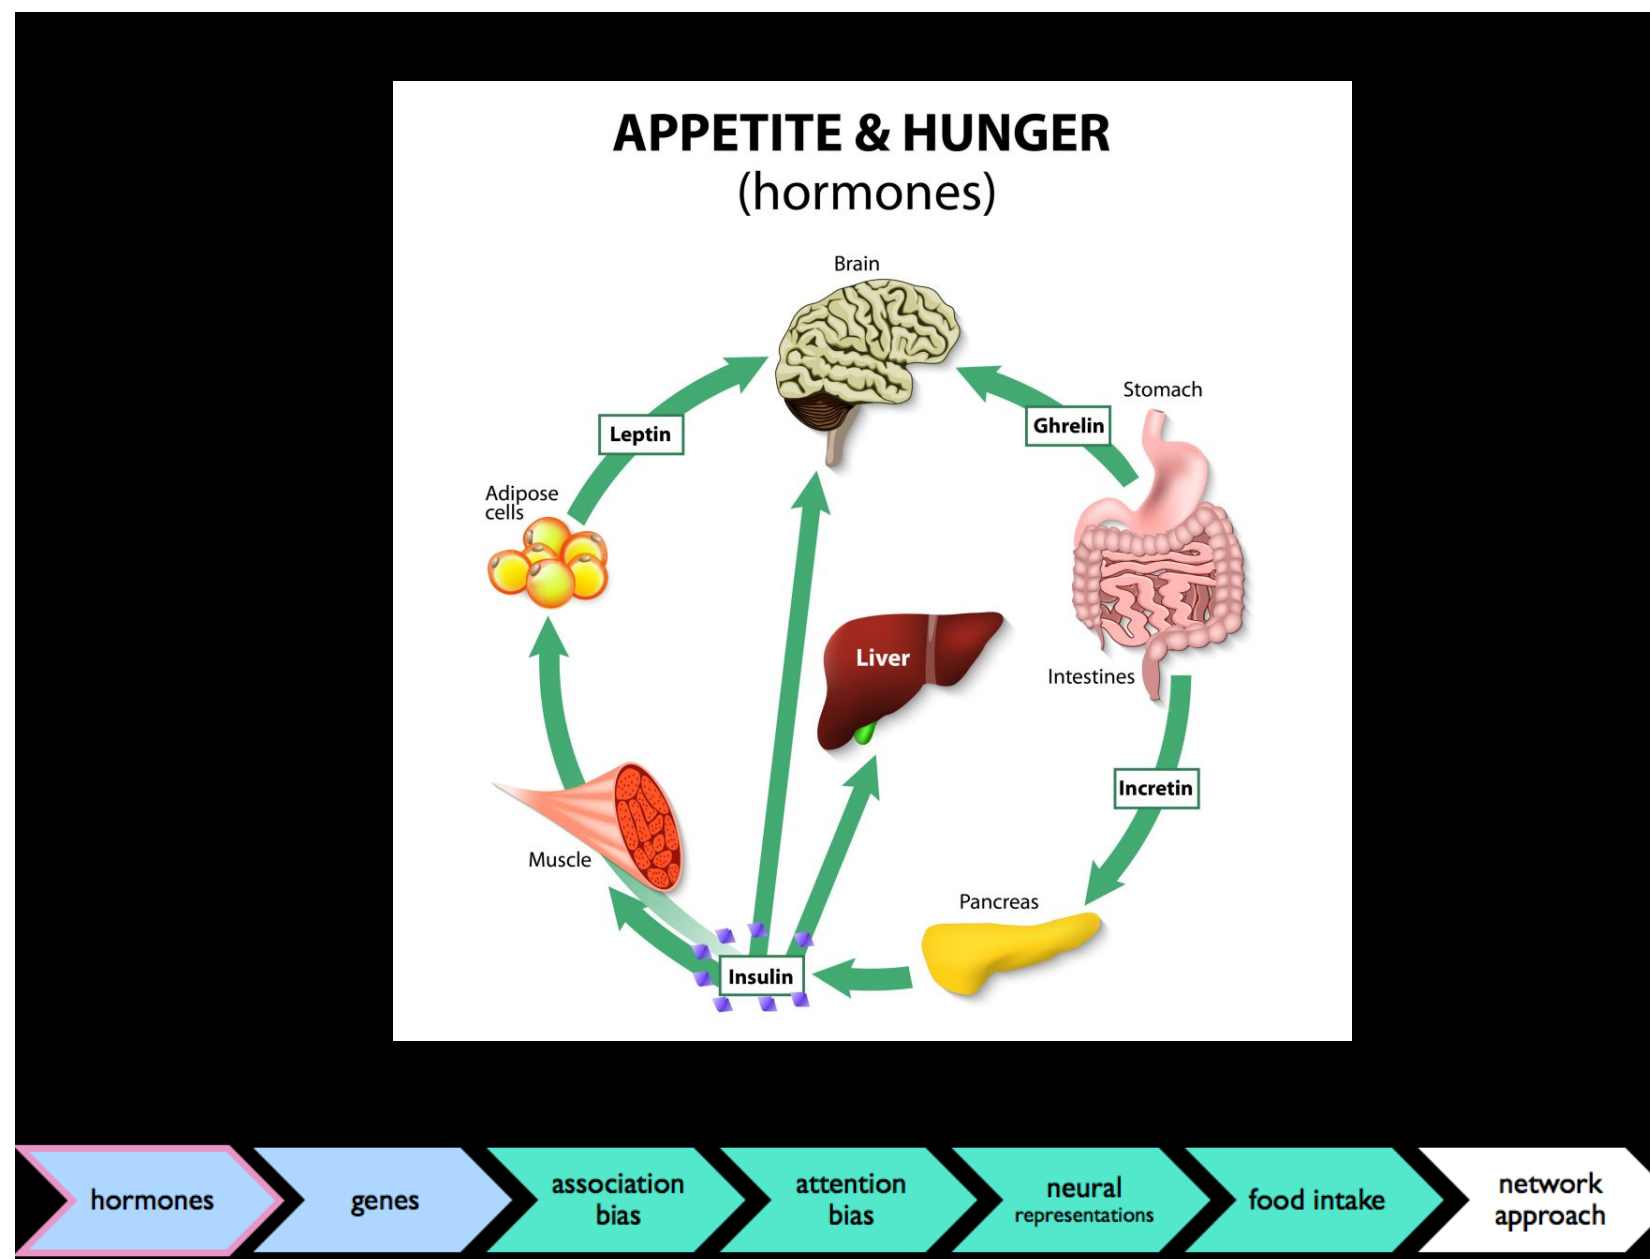 APPETITE & HUNGER
(hormones)
Brain
Stomach
Ghrelin
Leptin
Adipose
cells
Liver
Intestines
Incretin
Muscle
Pancreas
Insulin
hormones
genes
association
bias
attention
bias
neural
representations
food intake
network
approach